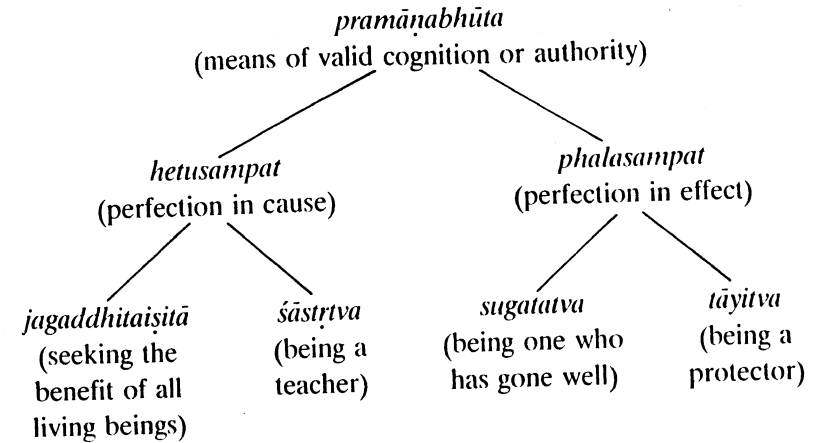 pramāṇabhūta
(means of valid cognition or authority)
hetusampat
(perfection in cause)
phalasampat
(perfection in effect)
jagaddhitaiṣitā
(seeking the
benefit of all
living beings)
śāstṛtva
(being a
teacher)
sugatatva
(being one who
has gone well)
tāyitva
(being a
protector)